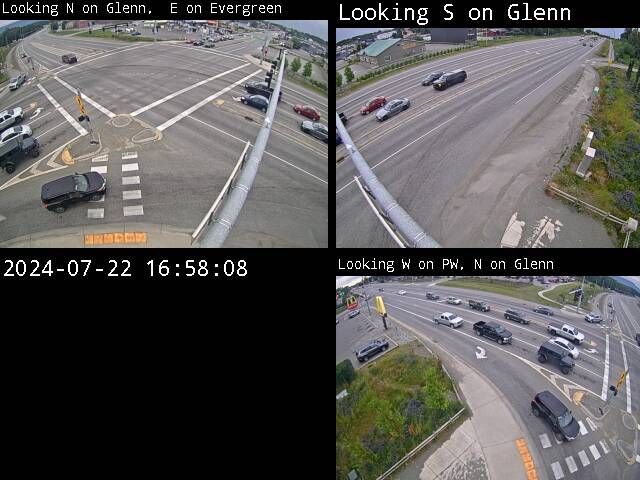 Looking N on Glenn,  E on Evergreen
Looking S on Glenn
2024-07-22 16:58:08
Looking W on PW, N on Glenn